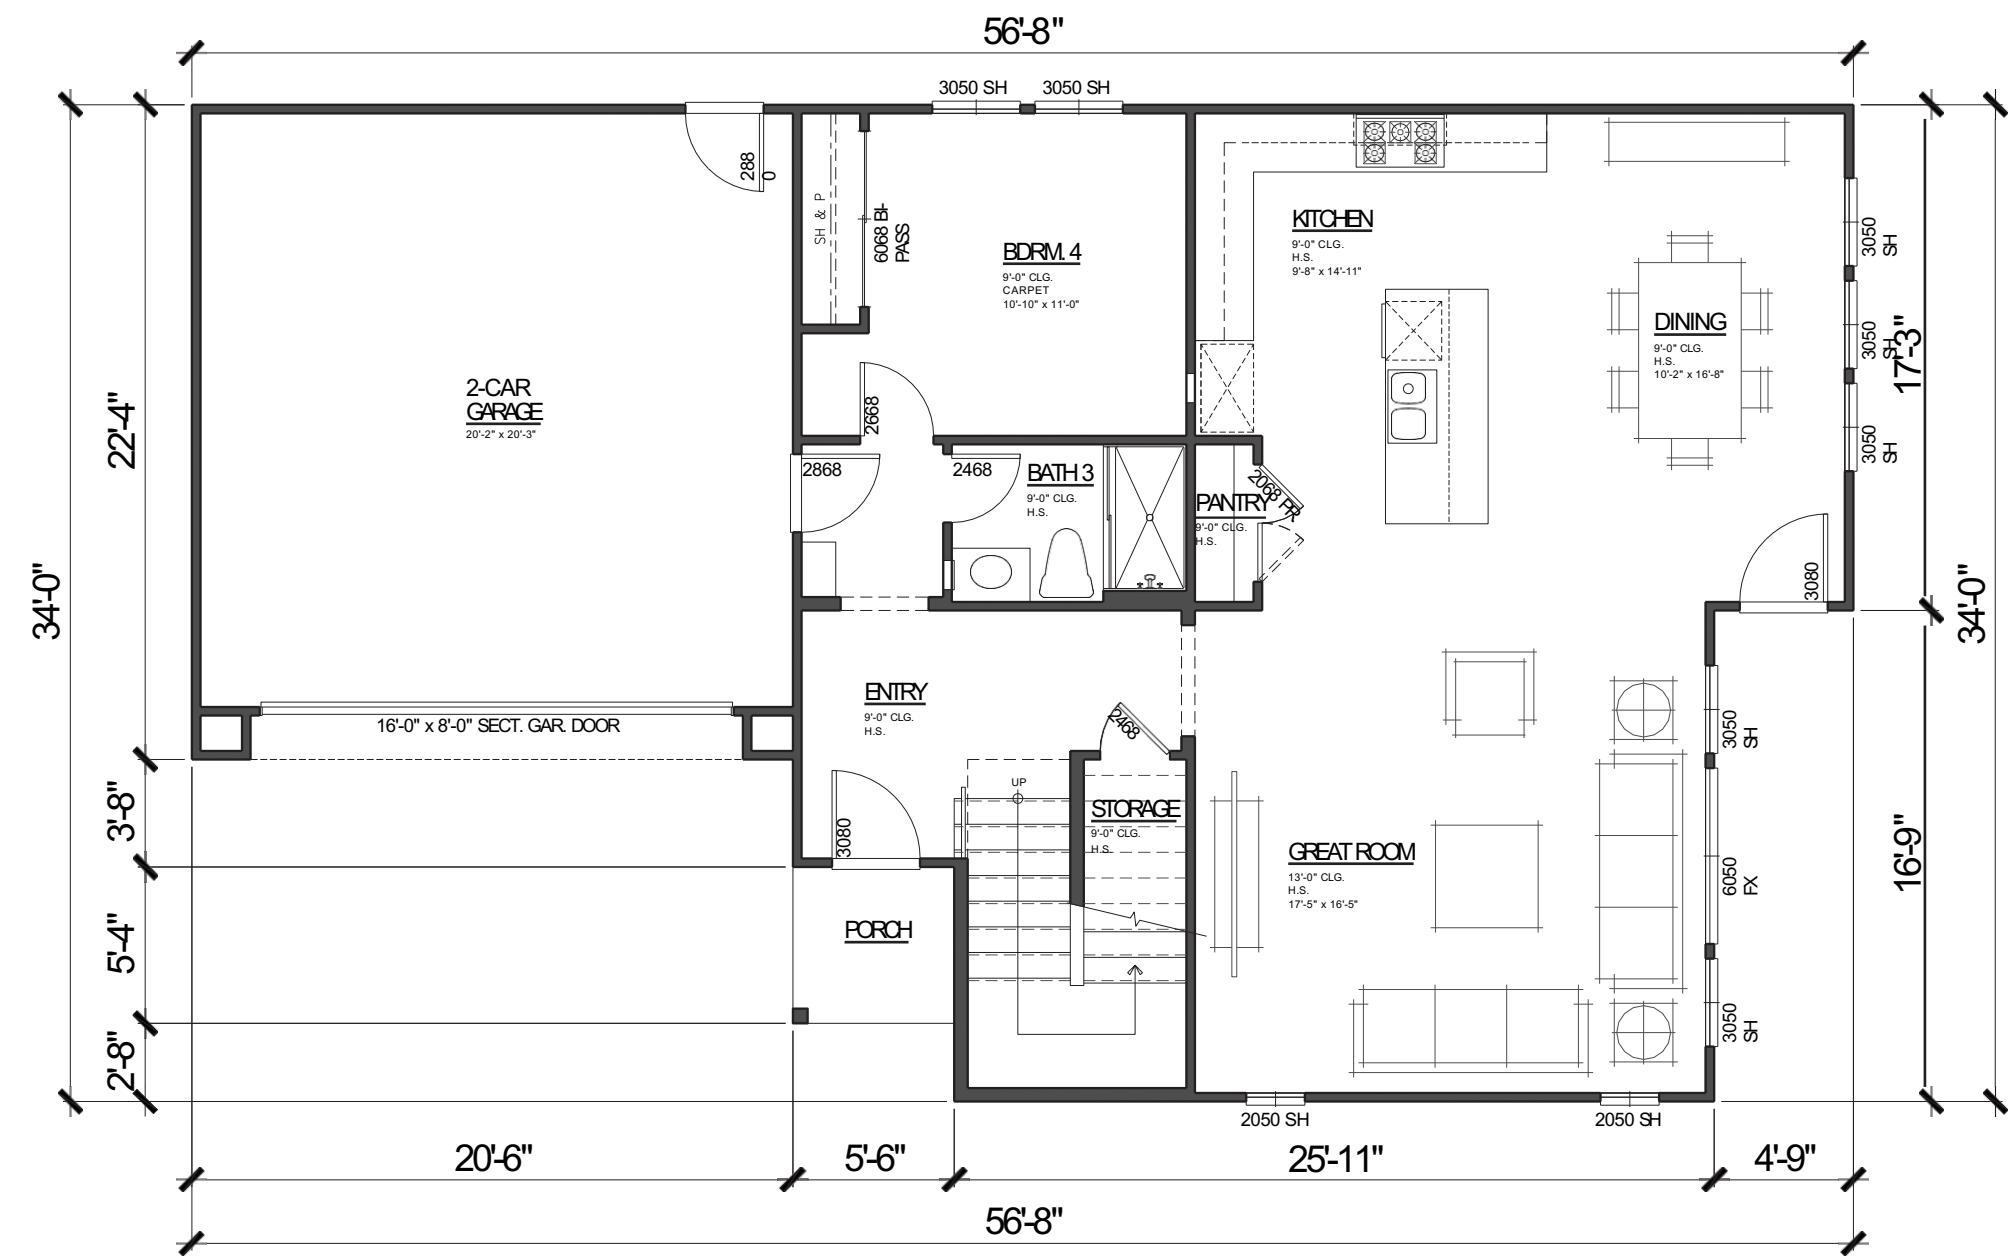 56'-8"
3050 SH
3050 SH
288
0
SH & P
6068 BI-
PASS
BDRM. 4
9'-0" CLG.
CARPET
10'-10" x 11'-0"
KITCHEN
9'-0" CLG.
H.S.
9'-8" x 14'-11"
3050
SH
DINING
9'-0" CLG.
H.S.
10'-2" x 16'-8"
3050
SH
17'-3"
3050
SH
2-CAR
GARAGE
20'-2" x 20'-3"
22'-4"
2668
2868
2468
BATH 3
9'-0" CLG.
H.S.
PANTRY
9'-0" CLG.
H.S.
2068 PR
3080
34'-0"
34'-0"
ENTRY
9'-0" CLG.
H.S.
2468
16'-0" x 8'-0" SECT. GAR. DOOR
3050
SH
3'-8"
UP
3080
STORAGE
9'-0" CLG.
H.S.
GREAT ROOM
13'-0" CLG.
H.S.
17'-5" x 16'-5"
6050
FX
16'-9"
PORCH
5'-4"
3050
SH
2'-8"
2050 SH
2050 SH
20'-6"
5'-6"
25'-11"
4'-9"
56'-8"